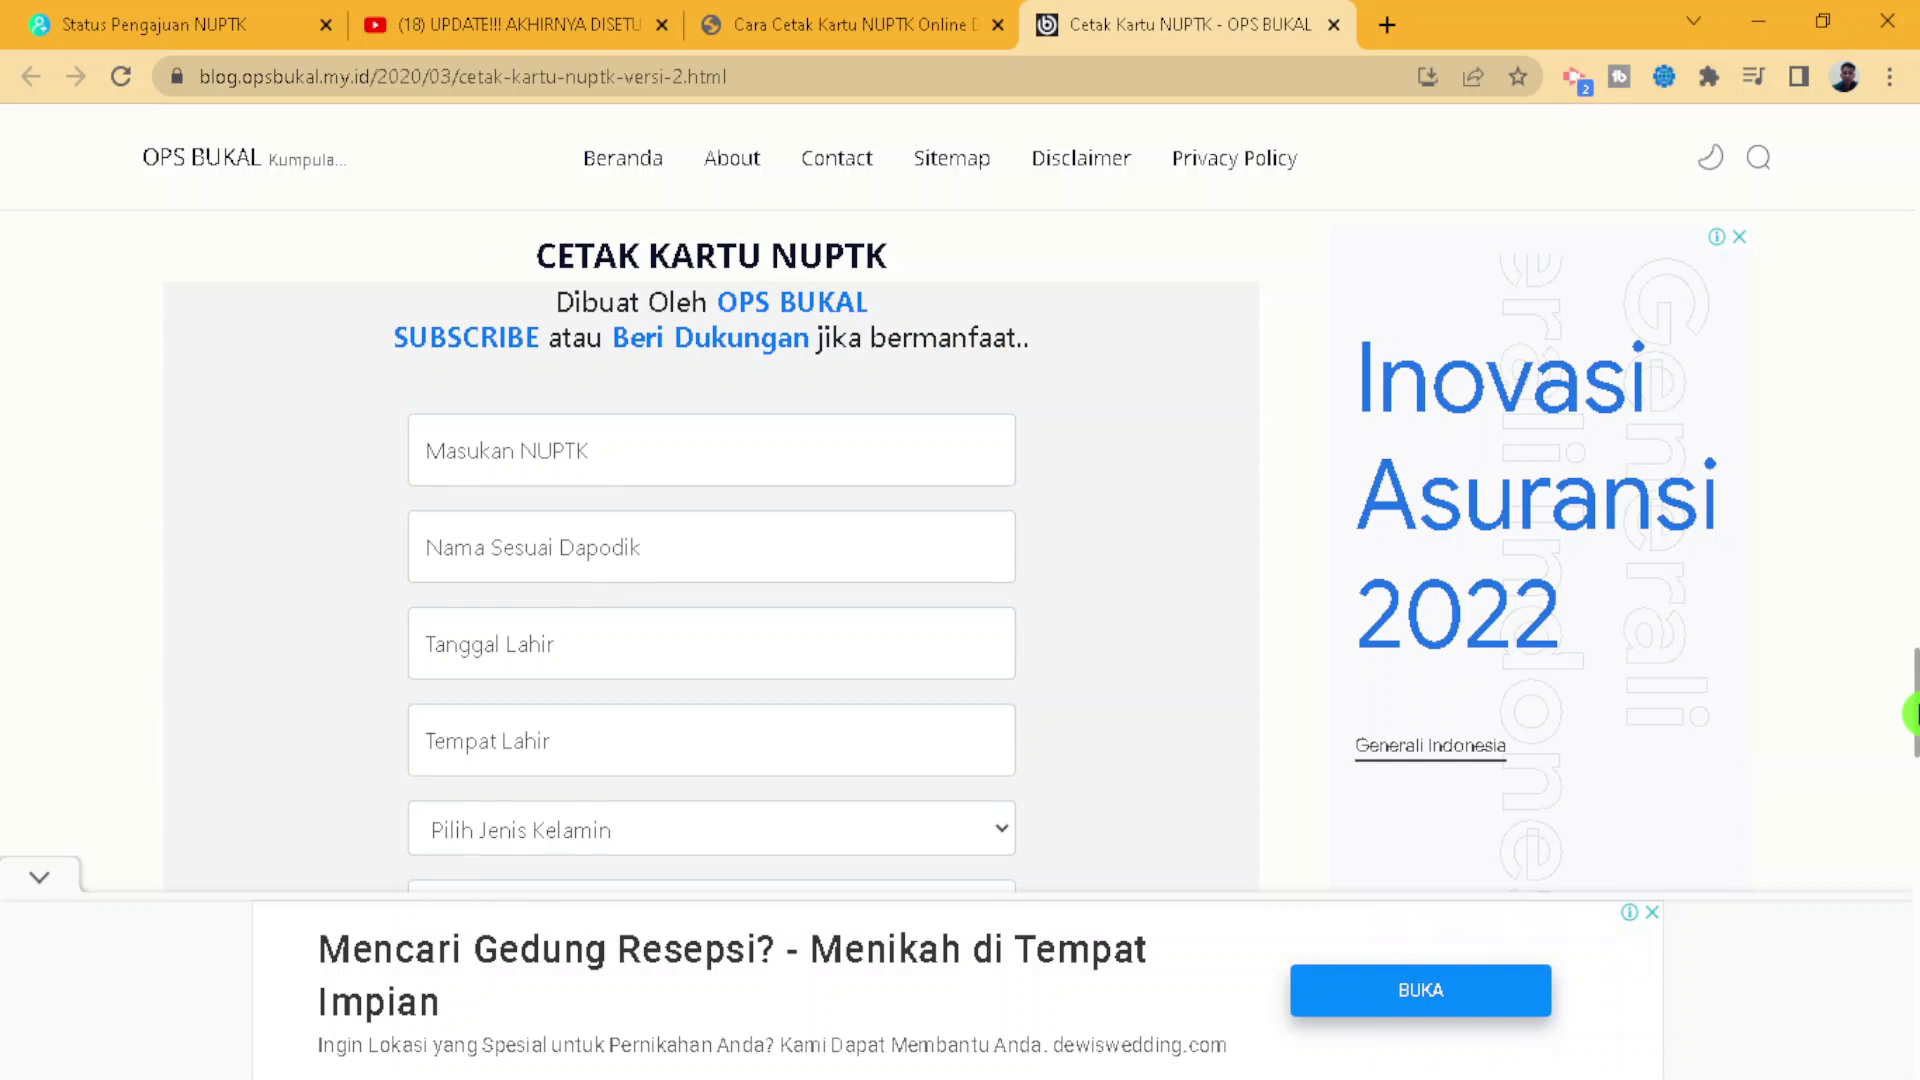 Status Pengajuan NUPTK
(18) UPDATE!!! AKHIRNYA DISETU
Cara Cetak Kartu NUPTK Online D
Cetak Kartu NUPTK - OPS BUKAL
blog.opsbukal.my.id/2020/03/cetak-kartu-nuptk-versi-2.html
2
OPS BUKAL Kumpula...
Beranda
About
Contact
Sitemap
Disclaimer
Privacy Policy
CETAK KARTU NUPTK
Dibuat Oleh OPS BUKAL
SUBSCRIBE atau Beri Dukungan jika bermanfaat..
Masukan NUPTK
Nama Sesuai Dapodik
Tanggal Lahir
Tempat Lahir
Pilih Jenis Kelamin
Inovasi
Asuransi
2022
Generali Indonesia
Mencari Gedung Resepsi? - Menikah di Tempat
Impian
Ingin Lokasi yang Spesial untuk Pernikahan Anda? Kami Dapat Membantu Anda. dewiswedding.com
BUKA